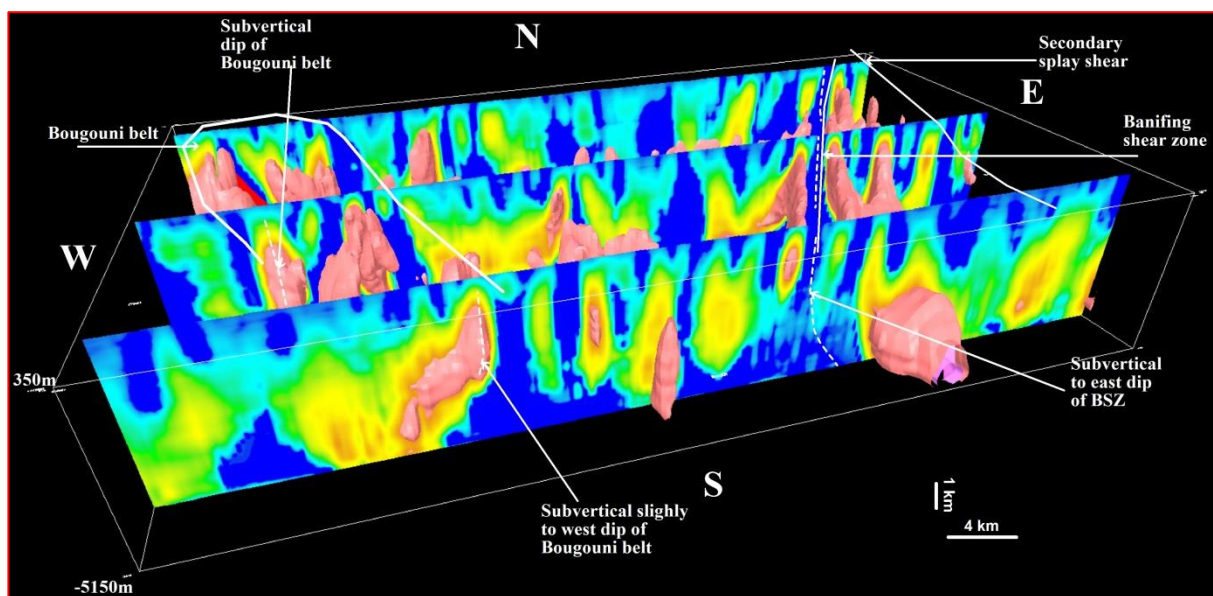 Subvertical
dip of
Bougouni belt
N
Secondary
splay shear
E
Bougouni belt
Banifing
shear zone
W
350m
Subvertical
to east dip
of BSZ
S
Subvertical slighly
to west dip of
Bougouni belt
1 km
4 km
-5150m